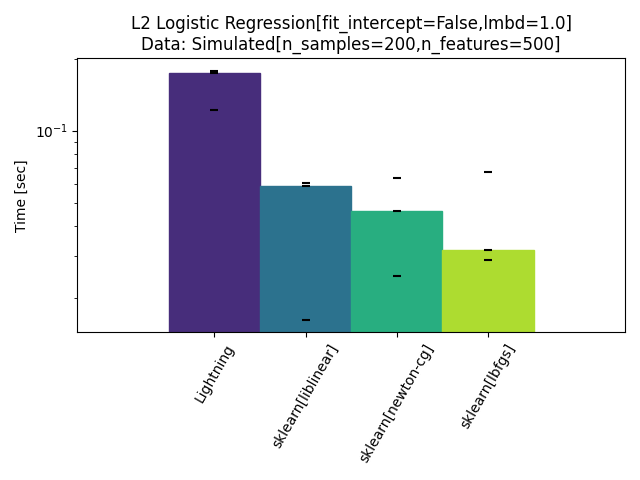 L2 Logistic Regression[fit_intercept=False,lmbd=1.0]
Data: Simulated[n_samples=200,n_features=500]
Time [sec]
10⁻¹
Lightning
sklearn[liblinear]
sklearn[newton-cg]
sklearn[lbfgs]